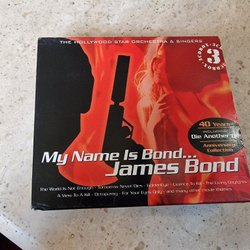 THE HOLLYWOOD STAR ORCHESTRA & SINGERS
3
40 Years
Die Another Day
Anniversary
Collection
My Name Is Bond...
James Bond
The World Is Not Enough · Tomorrow Never Dies · GoldenEye · Licence To Kill · The Living Daylights
A View To A Kill · Octopussy · For Your Eyes Only · and many other movie themes